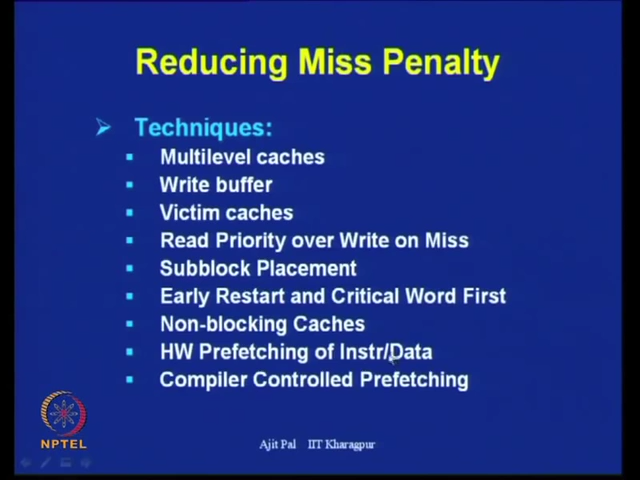 Reducing Miss Penalty
Techniques:
Multilevel caches
Write buffer
Victim caches
Read Priority over Write on Miss
Subblock Placement
Early Restart and Critical Word First
Non-blocking Caches
HW Prefetching of Instr/Data
Compiler Controlled Prefetching
NPTEL
Ajit Pal IIT Kharagpur